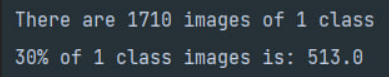 There are 1710 images of 1 class
30% of 1 class images is: 513.0